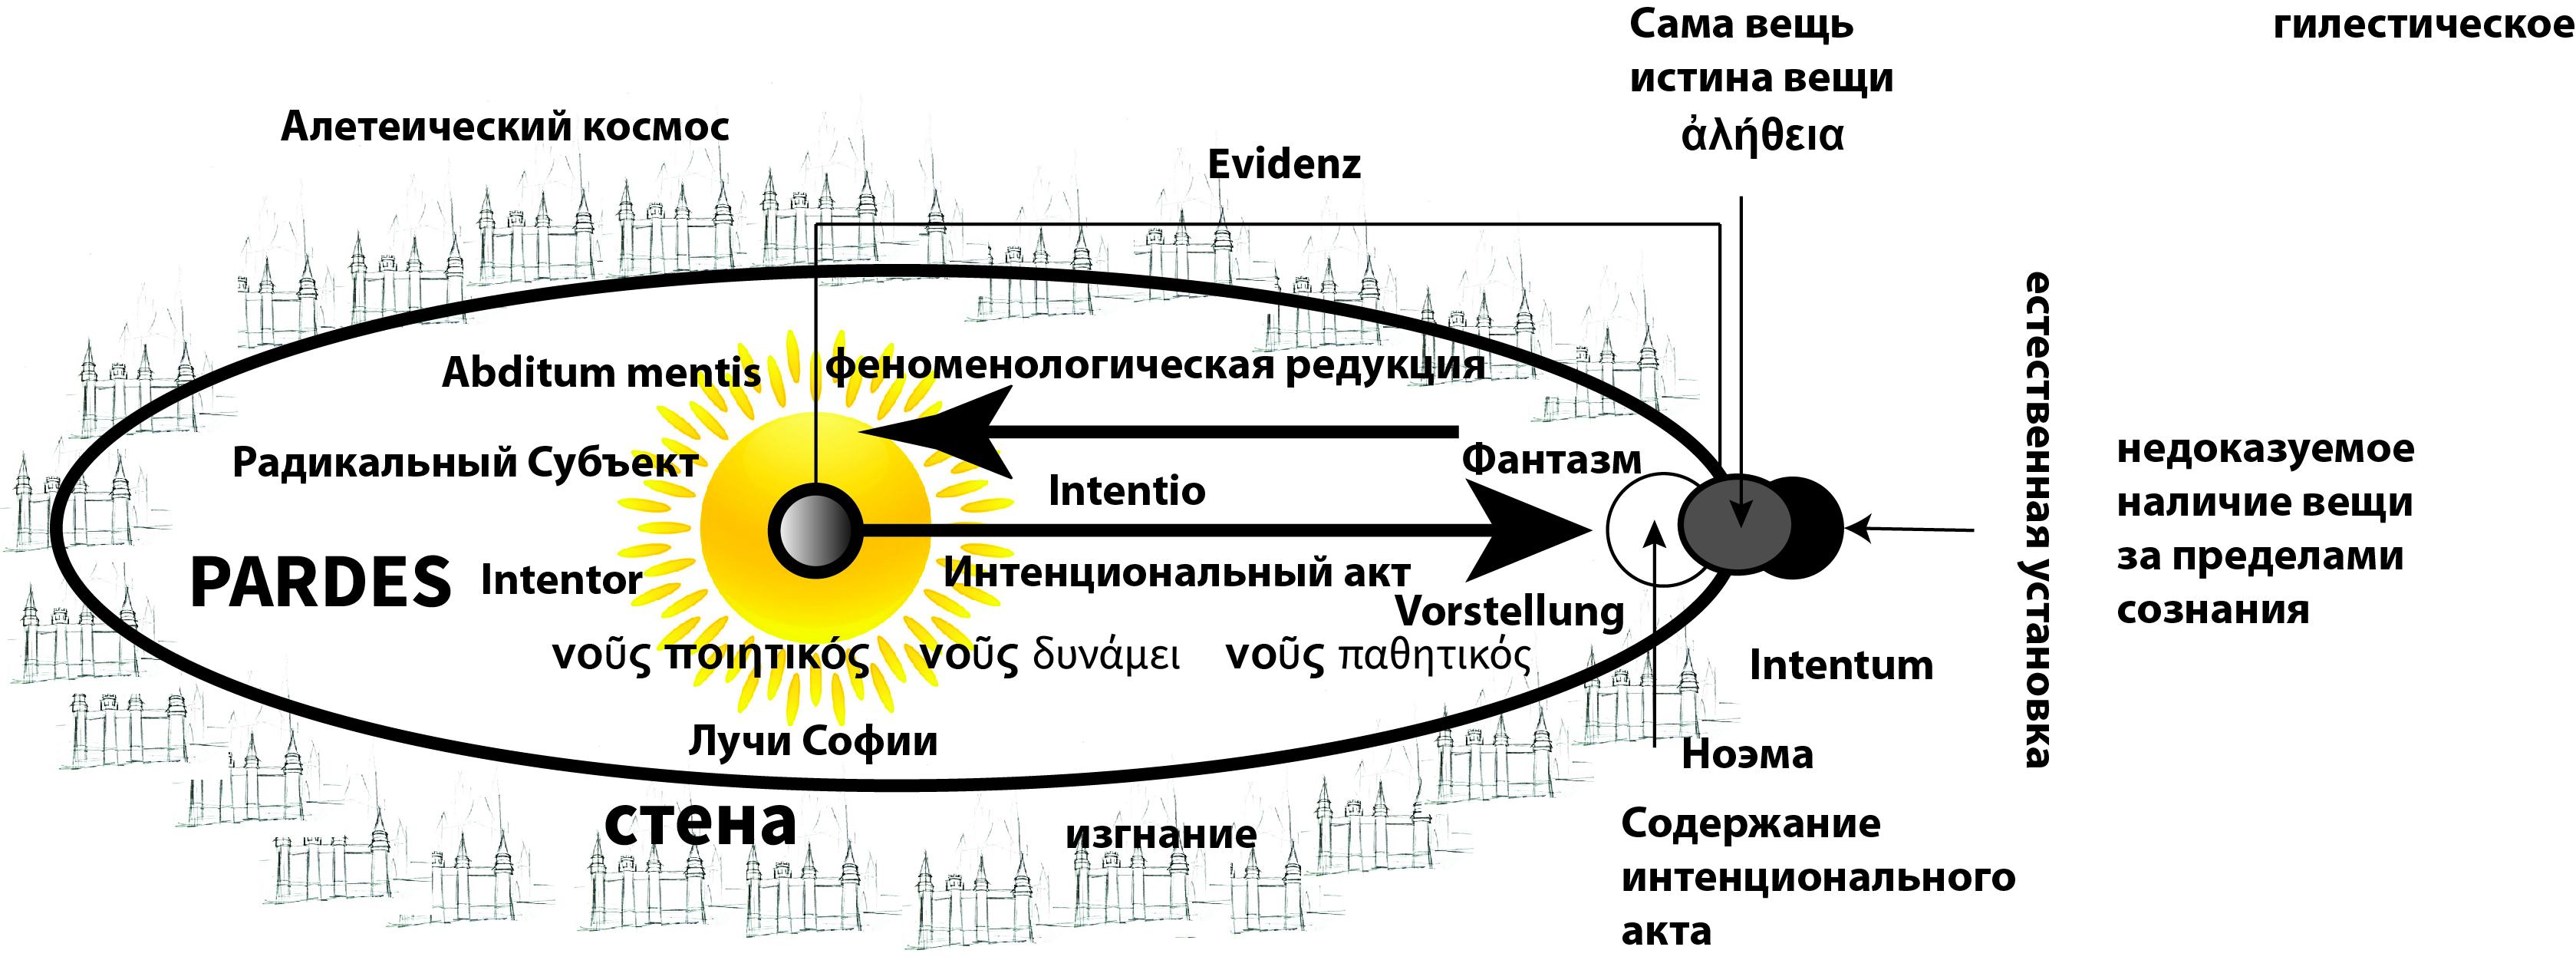 Сама вещь
истина вещи
ἀλήθεια
гилестическое
Алетеический космос
Evidenz
Abditum mentis
феноменологическая редукция
Радикальный Субъект
Фантазм
Intentio
PARDES
Intentor
Интенциональный акт
Vorstellung
νοῦς ποιητικός
νοῦς δυνάμει
νοῦς παθητικός
Лучи Софии
стена
изгнание
естественная установка
недоказуемое
наличие вещи
за пределами
сознания
Intentum
Ноэма
Содержание
интенционального
акта